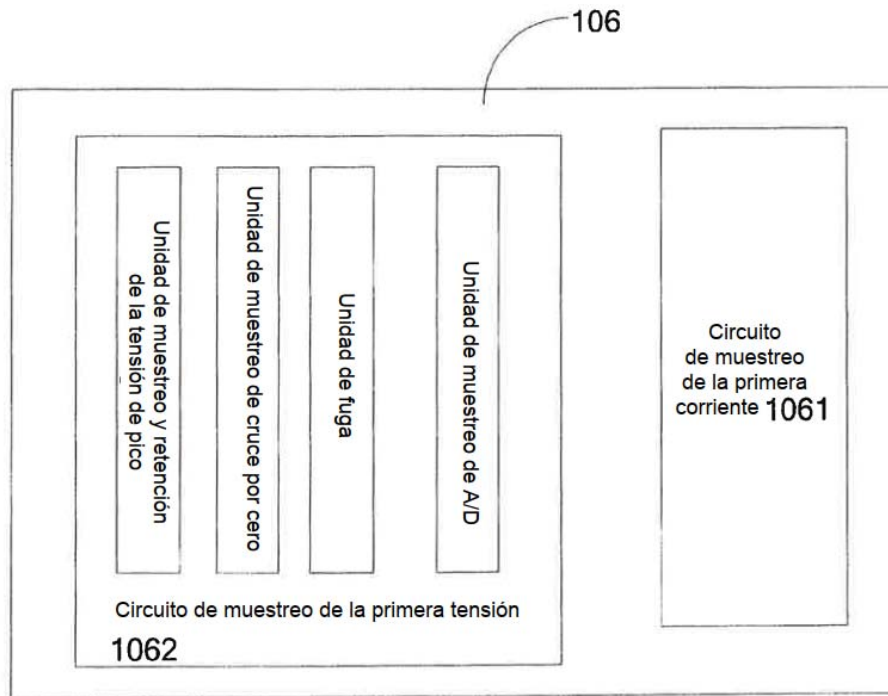 106
Unidad de muestreo y retención
de la tensión de pico
Unidad de muestreo de cruce por cero
Unidad de fuga
Unidad de muestreo de A/D
Circuito de muestreo de la primera tensión
1062
Circuito
de muestreo
de la primera
corriente 1061